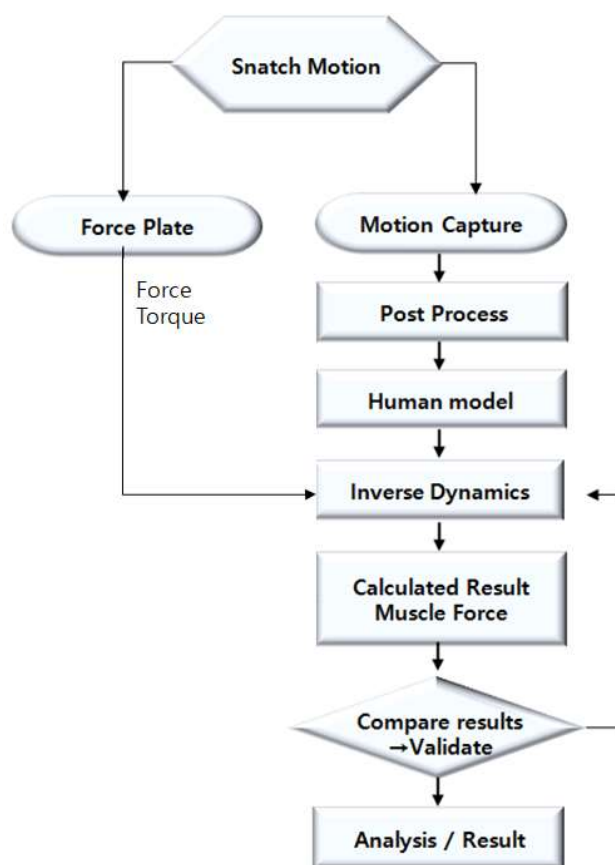 Snatch Motion
Force Plate
Motion Capture
Force
Torque
Post Process
Human model
Inverse Dynamics
Calculated Result
Muscle Force
Compare results
→Validate
Analysis / Result